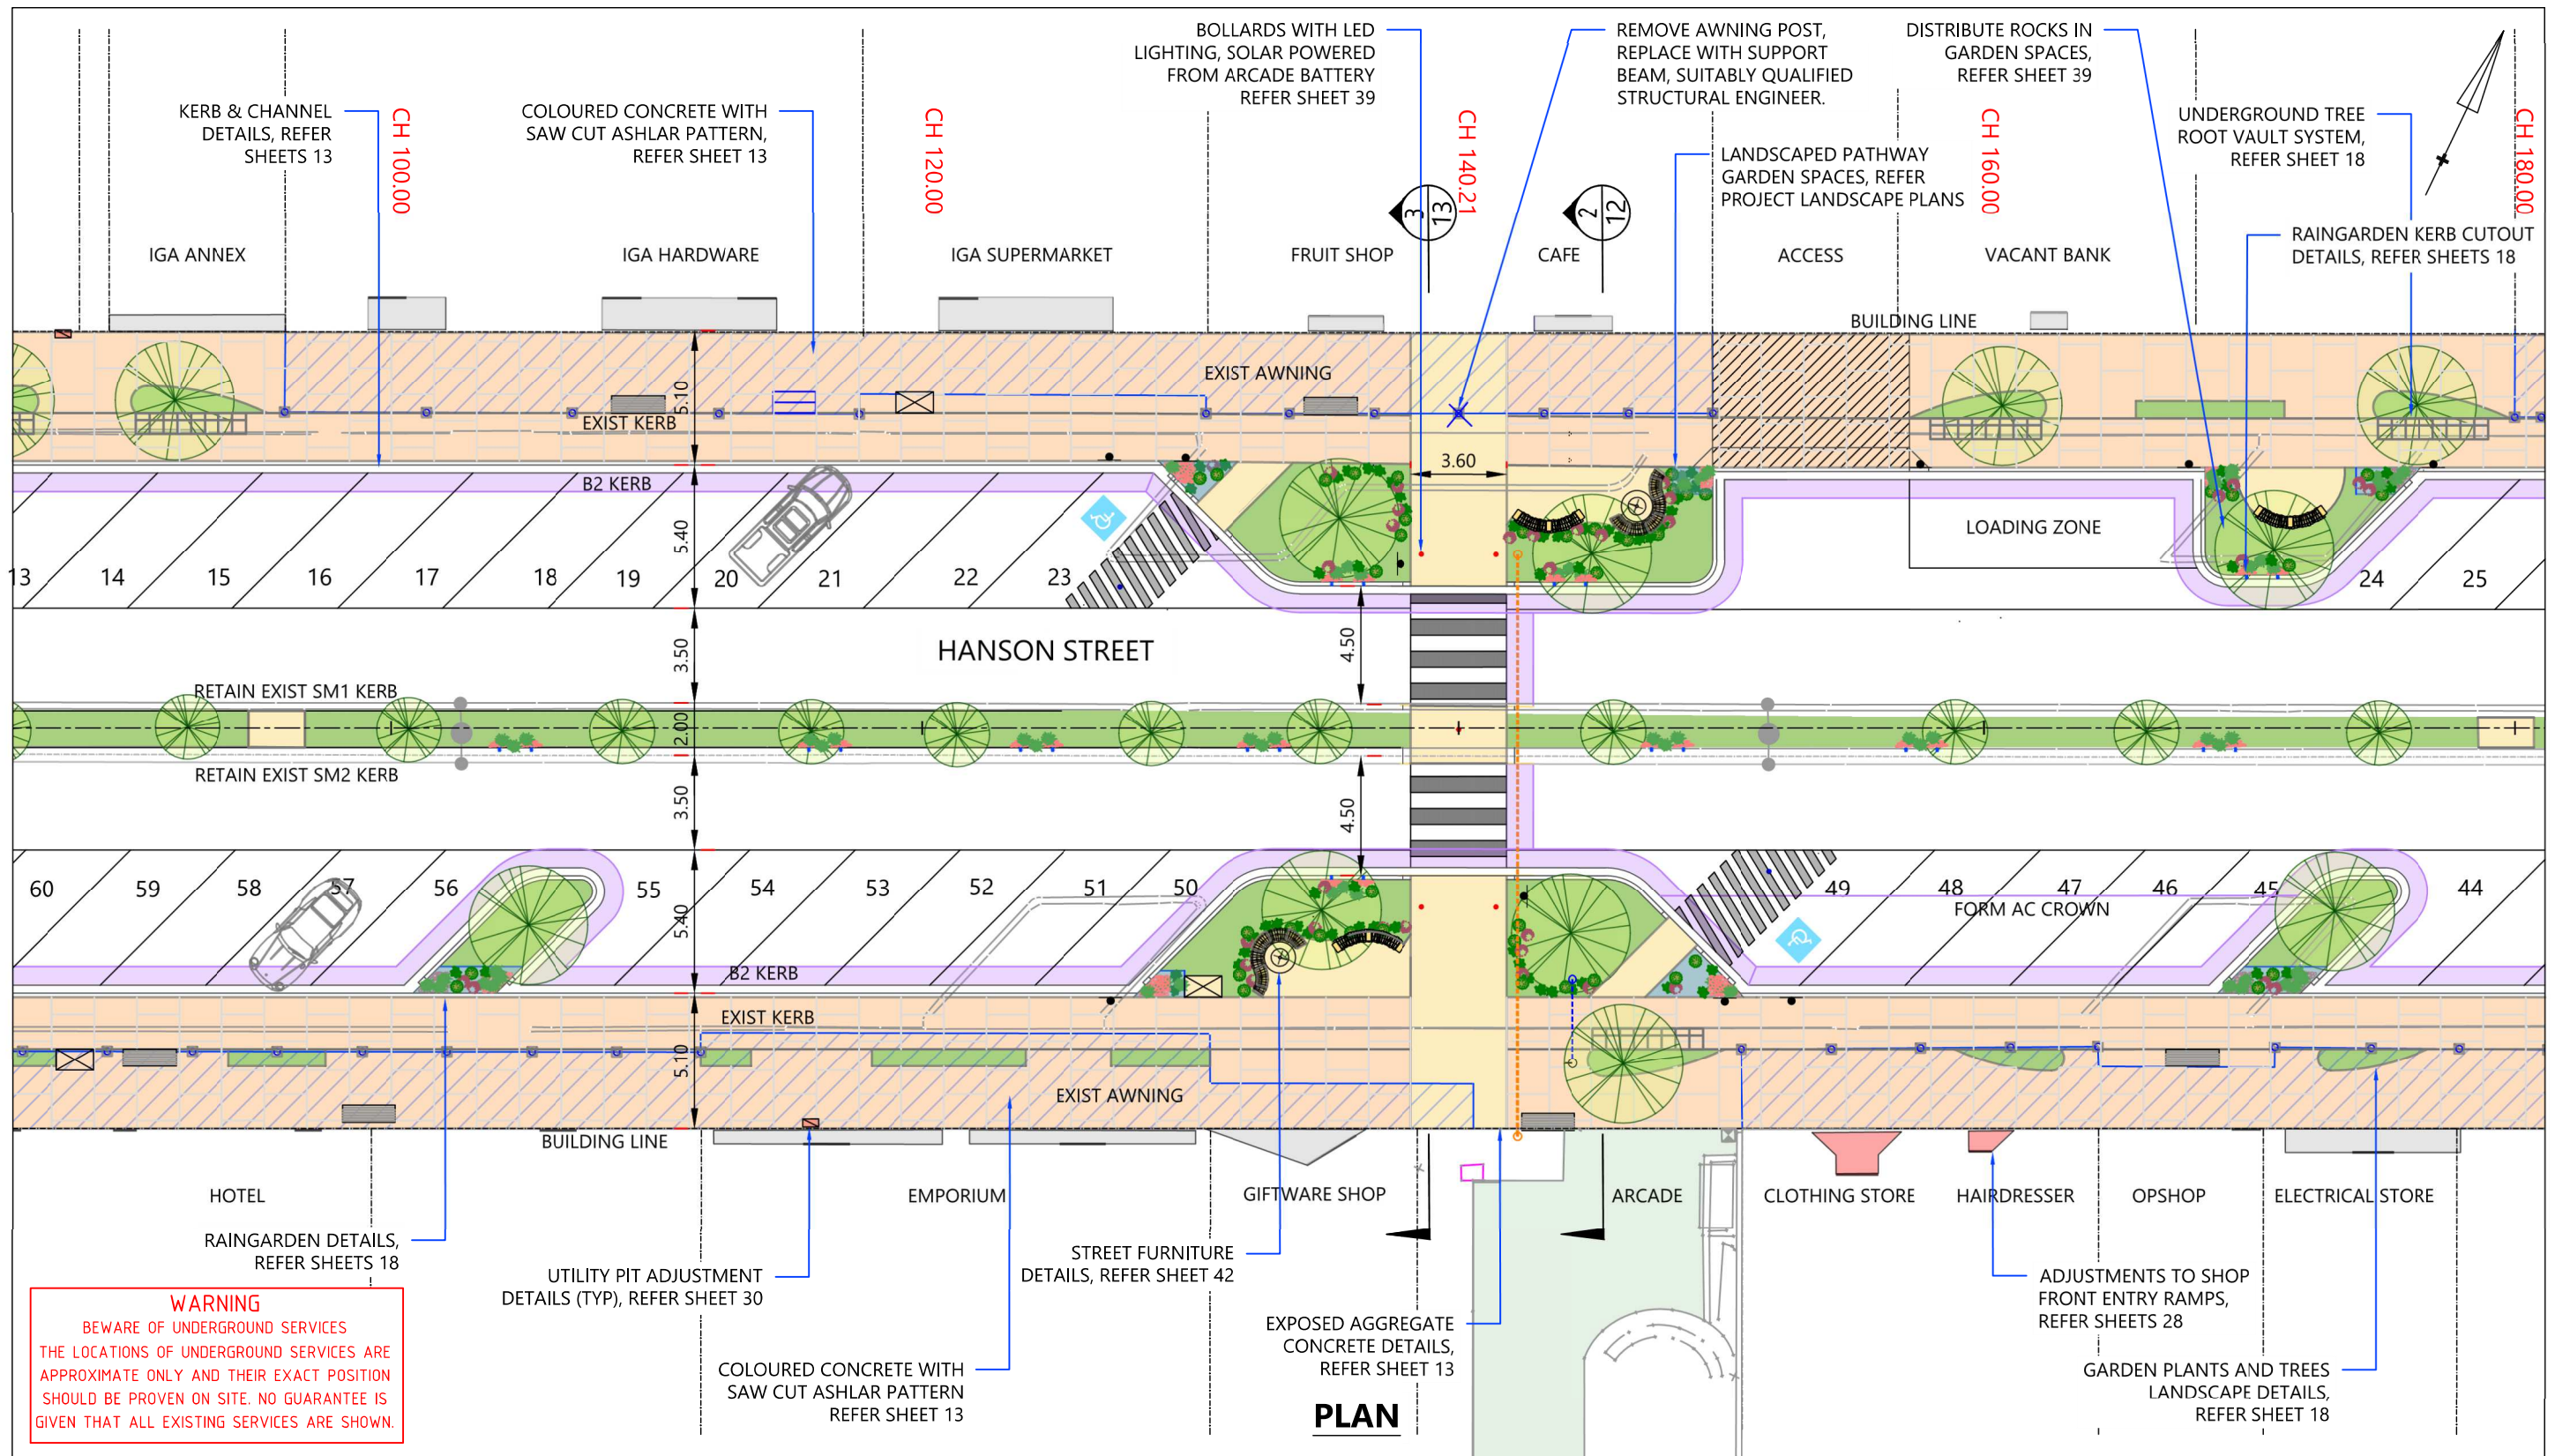 BOLLARDS WITH LED
LIGHTING, SOLAR POWERED
FROM ARCADE BATTERY
REFER SHEET 39
REMOVE AWNING POST,
REPLACE WITH SUPPORT
BEAM, SUITABLY QUALIFIED
STRUCTURAL ENGINEER.
DISTRIBUTE ROCKS IN
GARDEN SPACES,
REFER SHEET 39
KERB & CHANNEL
DETAILS, REFER
SHEETS 13
CH 100.00
COLOURED CONCRETE WITH
SAW CUT ASHLAR PATTERN,
REFER SHEET 13
CH 120.00
CH 140.21
LANDSCAPED PATHWAY
GARDEN SPACES, REFER
PROJECT LANDSCAPE PLANS
CH 160.00
UNDERGROUND TREE
ROOT VAULT SYSTEM,
REFER SHEET 18
CH 180.00
RAINGARDEN KERB CUTOUT
DETAILS, REFER SHEETS 18
3
13
2
12
IGA ANNEX
IGA HARDWARE
IGA SUPERMARKET
FRUIT SHOP
CAFE
ACCESS
VACANT BANK
BUILDING LINE
EXIST AWNING
5.10
EXIST KERB
3.60
B2 KERB
5.40
LOADING ZONE
13
14
15
16
17
18
19
20
21
22
23
24
25
HANSON STREET
3.50
4.50
RETAIN EXIST SM1 KERB
2.00
RETAIN EXIST SM2 KERB
3.50
4.50
60
59
58
57
56
55
54
53
52
51
50
49
48
47
46
45
44
5.40
FORM AC CROWN
B2 KERB
EXIST KERB
5.10
EXIST AWNING
BUILDING LINE
HOTEL
EMPORIUM
GIFTWARE SHOP
ARCADE
CLOTHING STORE
HAIRDRESSER
OPSHOP
ELECTRICAL STORE
RAINGARDEN DETAILS,
REFER SHEETS 18
UTILITY PIT ADJUSTMENT
DETAILS (TYP), REFER SHEET 30
STREET FURNITURE
DETAILS, REFER SHEET 42
ADJUSTMENTS TO SHOP
FRONT ENTRY RAMPS,
REFER SHEETS 28
EXPOSED AGGREGATE
CONCRETE DETAILS,
REFER SHEET 13
COLOURED CONCRETE WITH
SAW CUT ASHLAR PATTERN
REFER SHEET 13
GARDEN PLANTS AND TREES
LANDSCAPE DETAILS,
REFER SHEET 18
WARNING
BEWARE OF UNDERGROUND SERVICES
THE LOCATIONS OF UNDERGROUND SERVICES ARE
APPROXIMATE ONLY AND THEIR EXACT POSITION
SHOULD BE PROVEN ON SITE. NO GUARANTEE IS
GIVEN THAT ALL EXISTING SERVICES ARE SHOWN.
PLAN